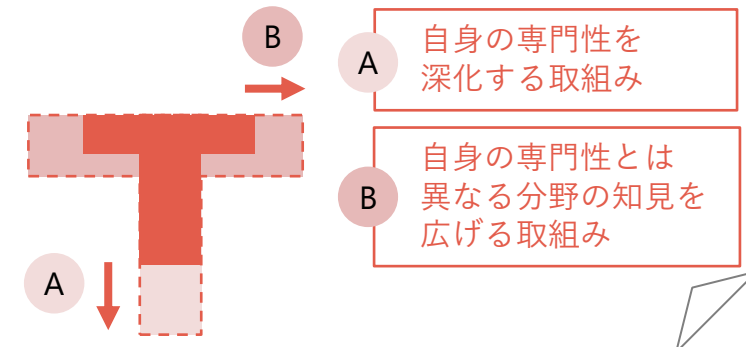 B
A
自身の専門性を
深化する取組み
B
自身の専門性とは
異なる分野の知見を
広げる取組み
A